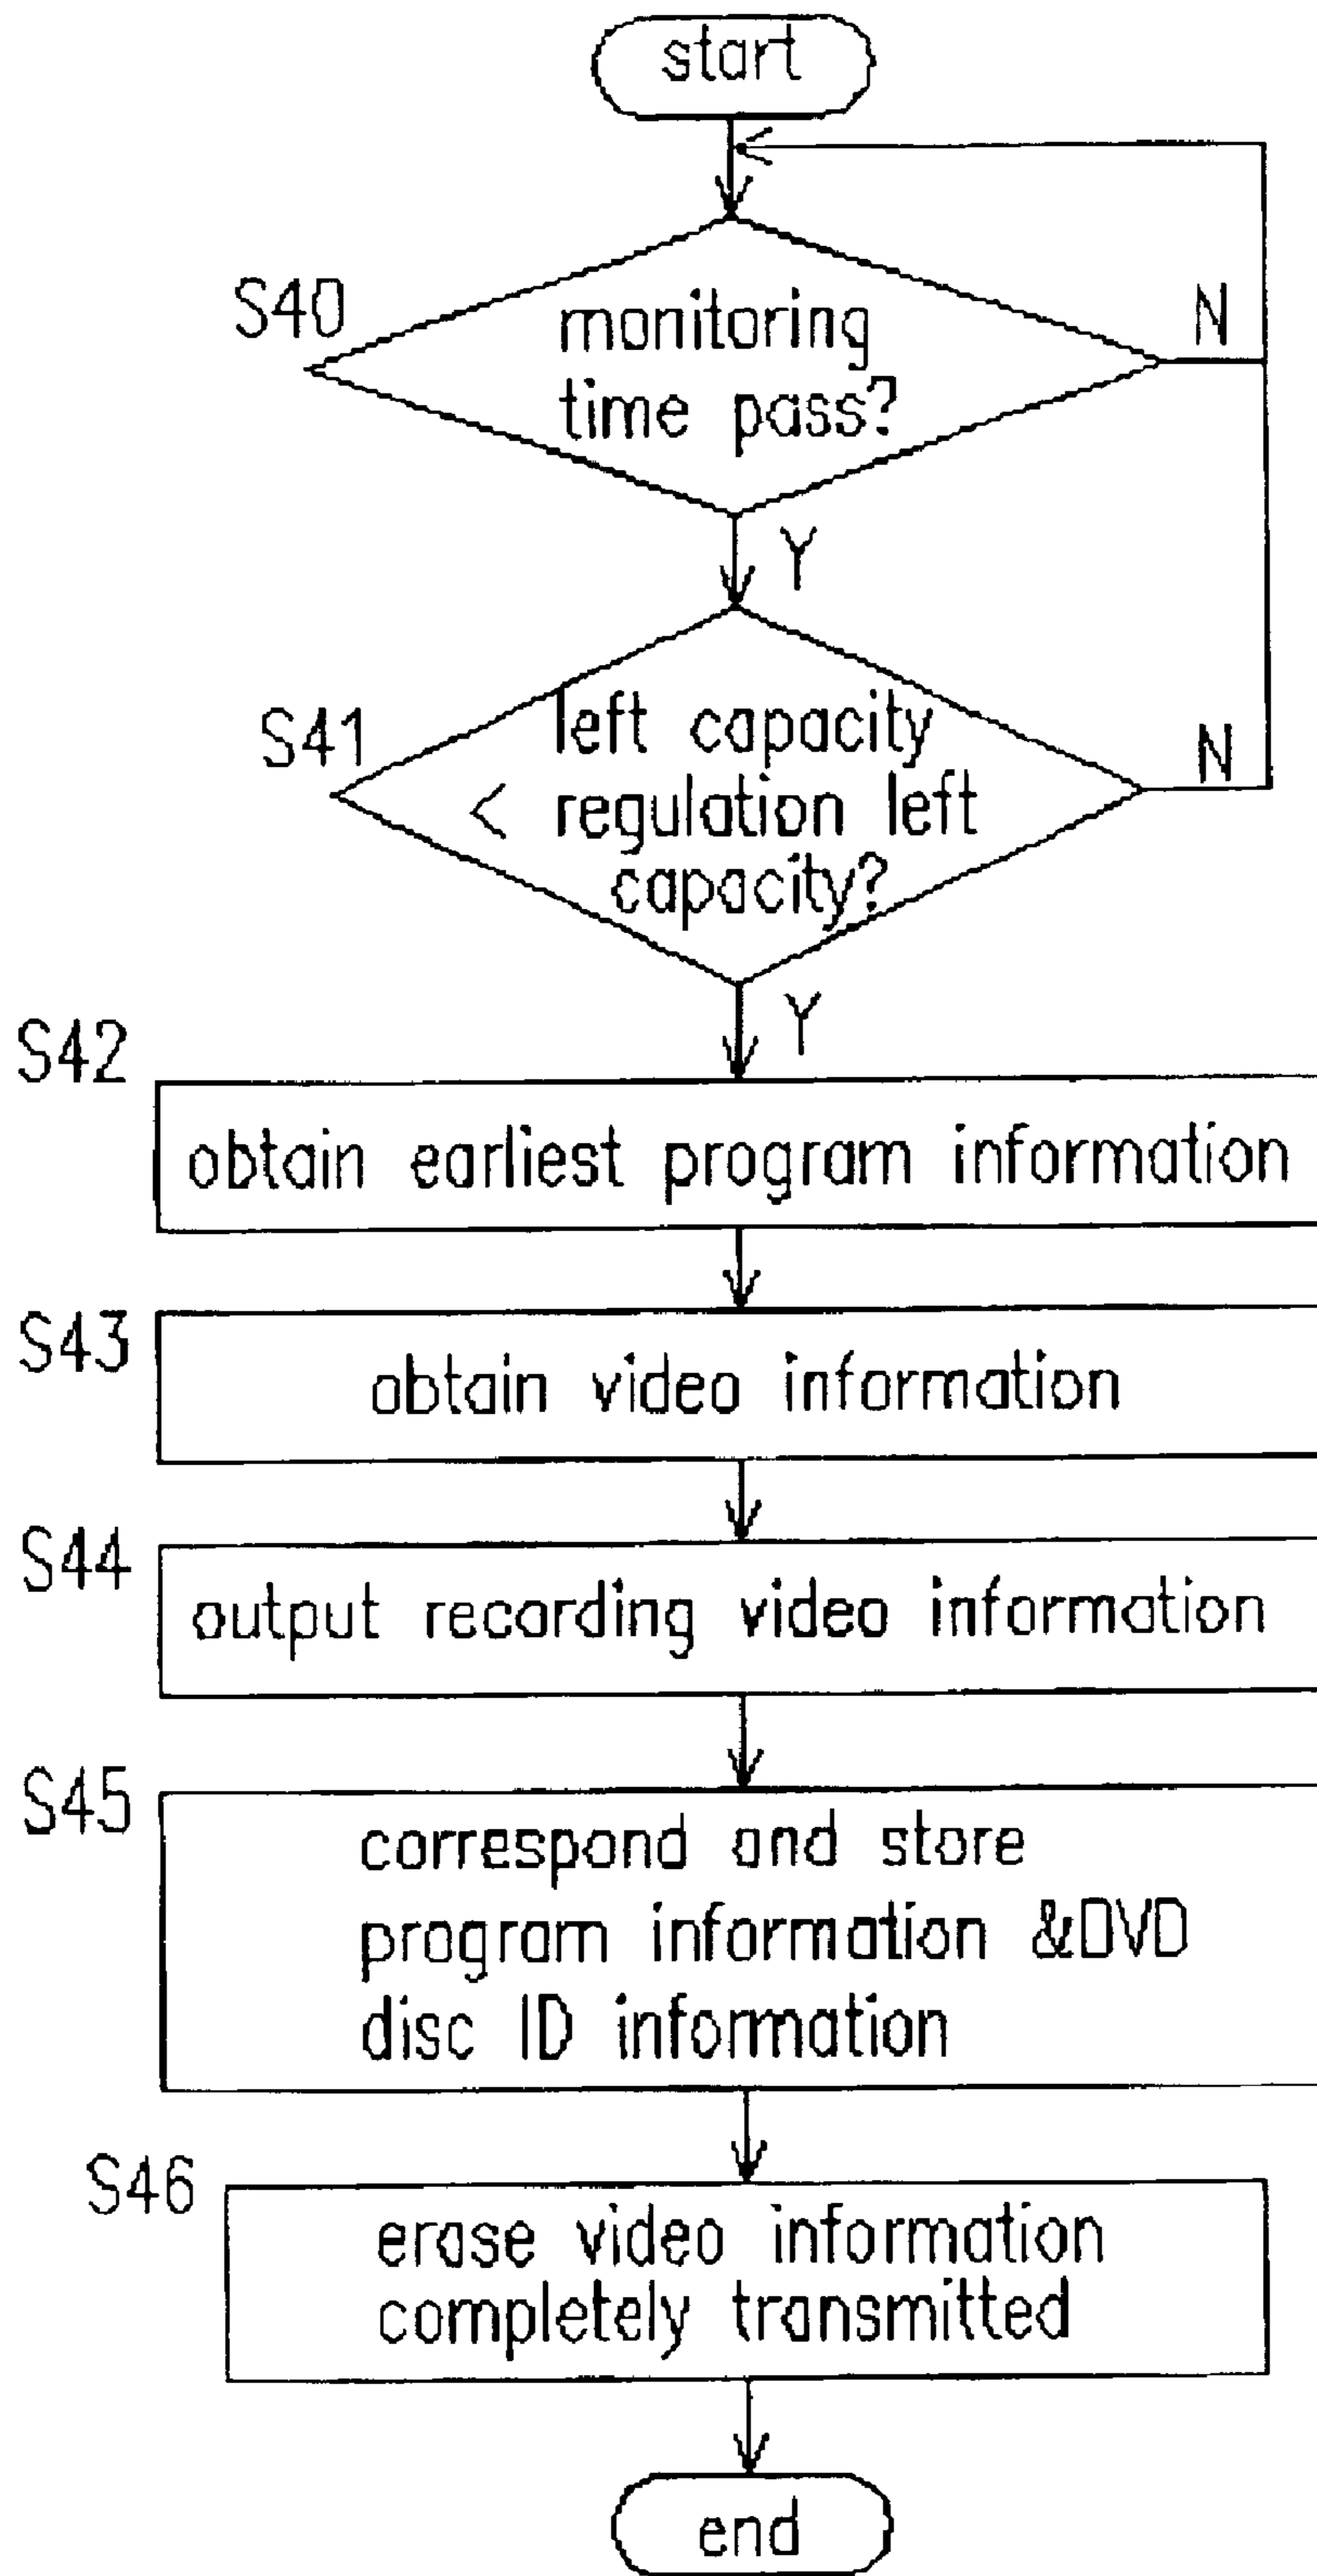 start
S40
monitoring
time pass?
N
Y
S41
left capacity
< regulation left
capacity?
N
Y
S42
obtain earliest program information
S43
obtain video information
S44
output recording video information
S45
correspond and store
program information &DVD
disc ID information
S46
erase video information
completely transmitted
end